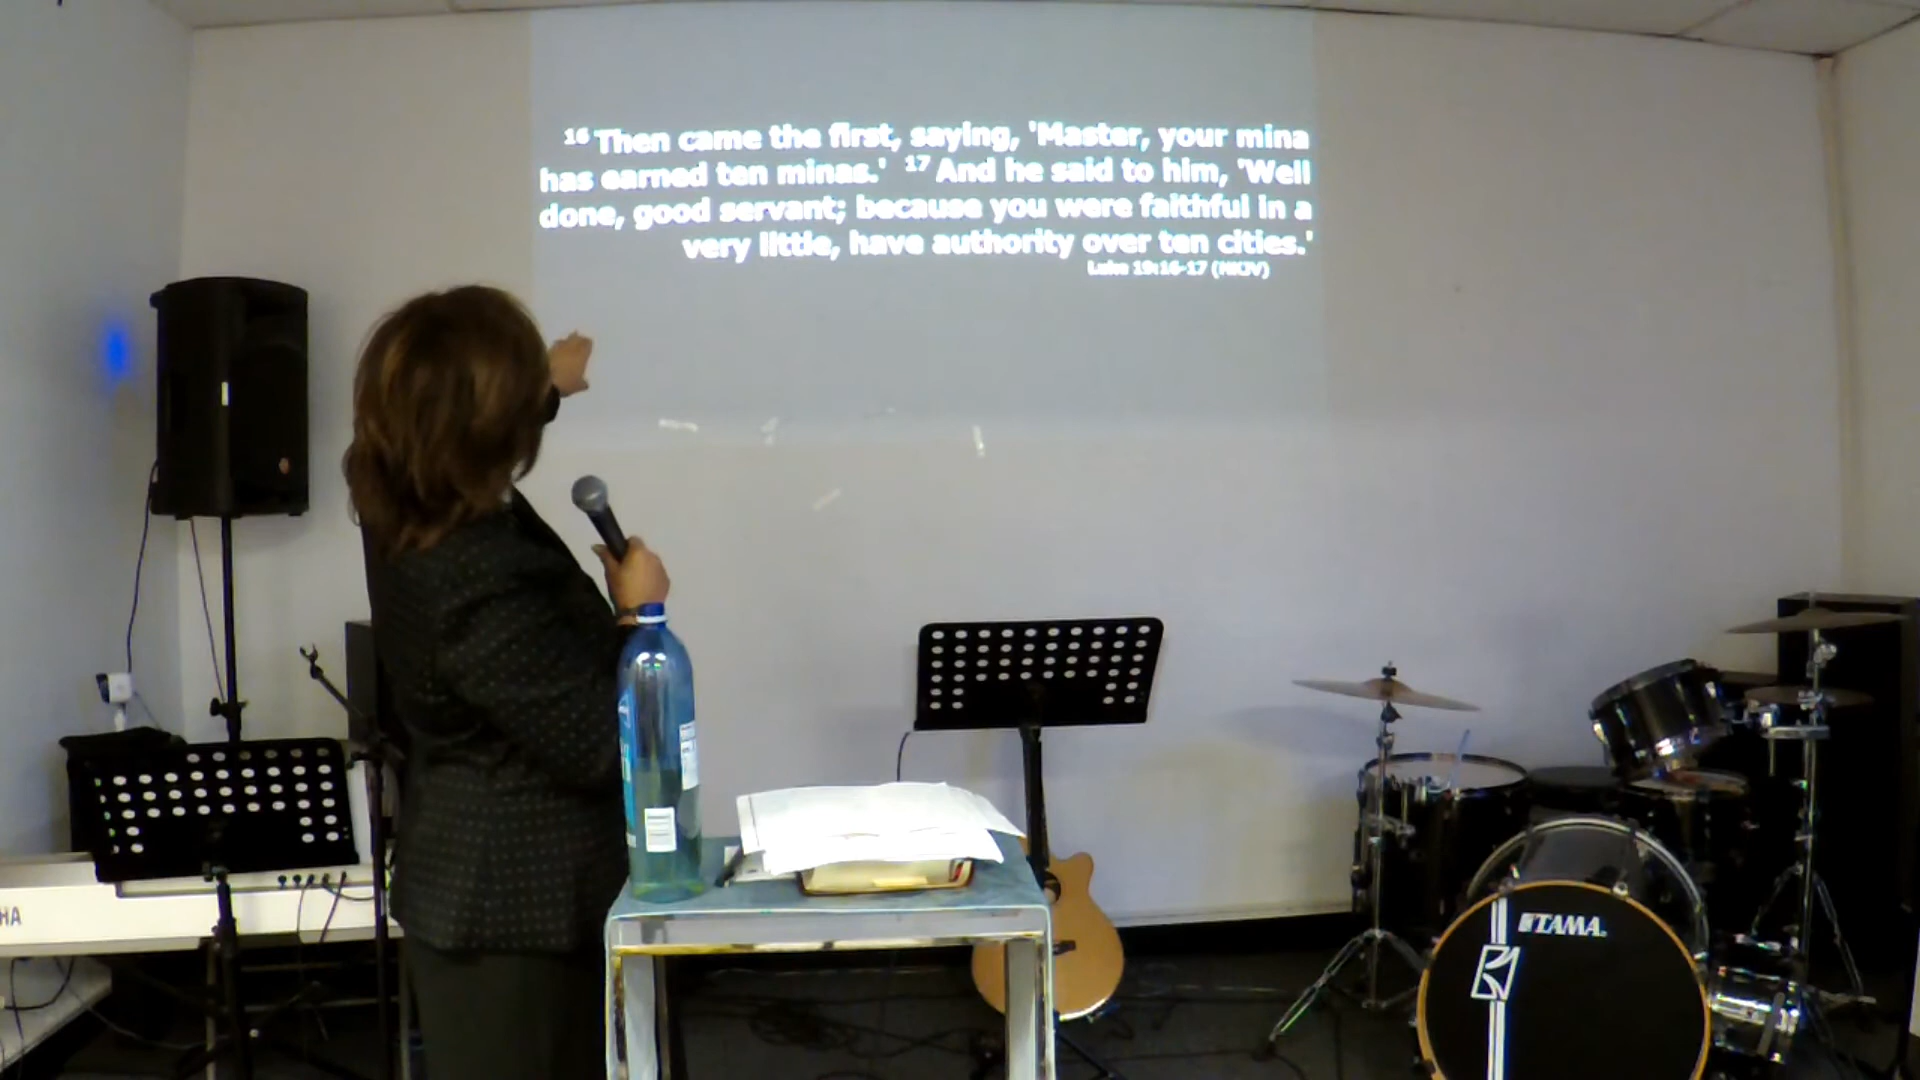 16 Then came the first, saying, 'Master, your mina
has earned ten minas.' 17 And he said to him, 'Well
done, good servant; because you were faithful in a
very little, have authority over ten cities.'
Luke 19:16-17 (NKJV)
HA
TAMA